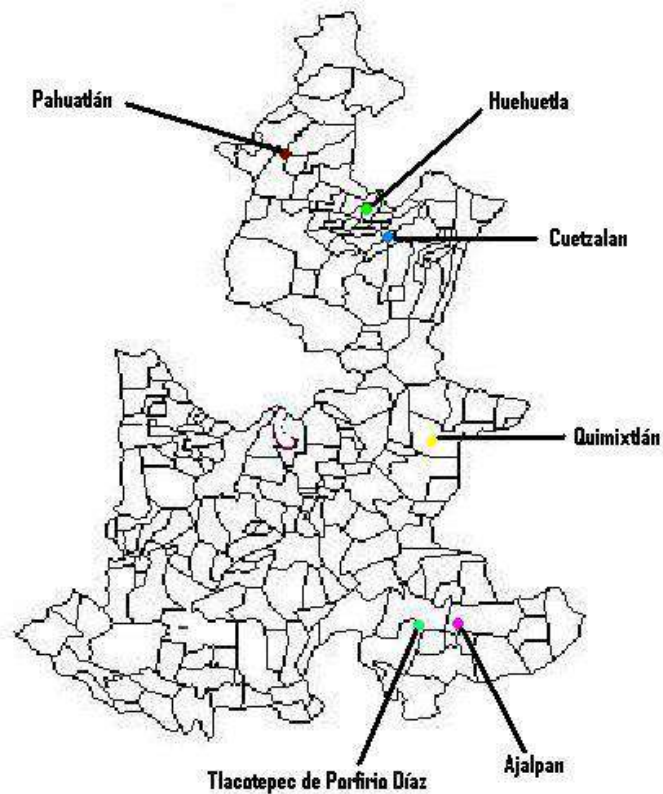 Pahuatlán
Huehuetla
Cuetzalan
Quimixtlán
Ajalpan
Tlacotepec de Porfirio Díaz